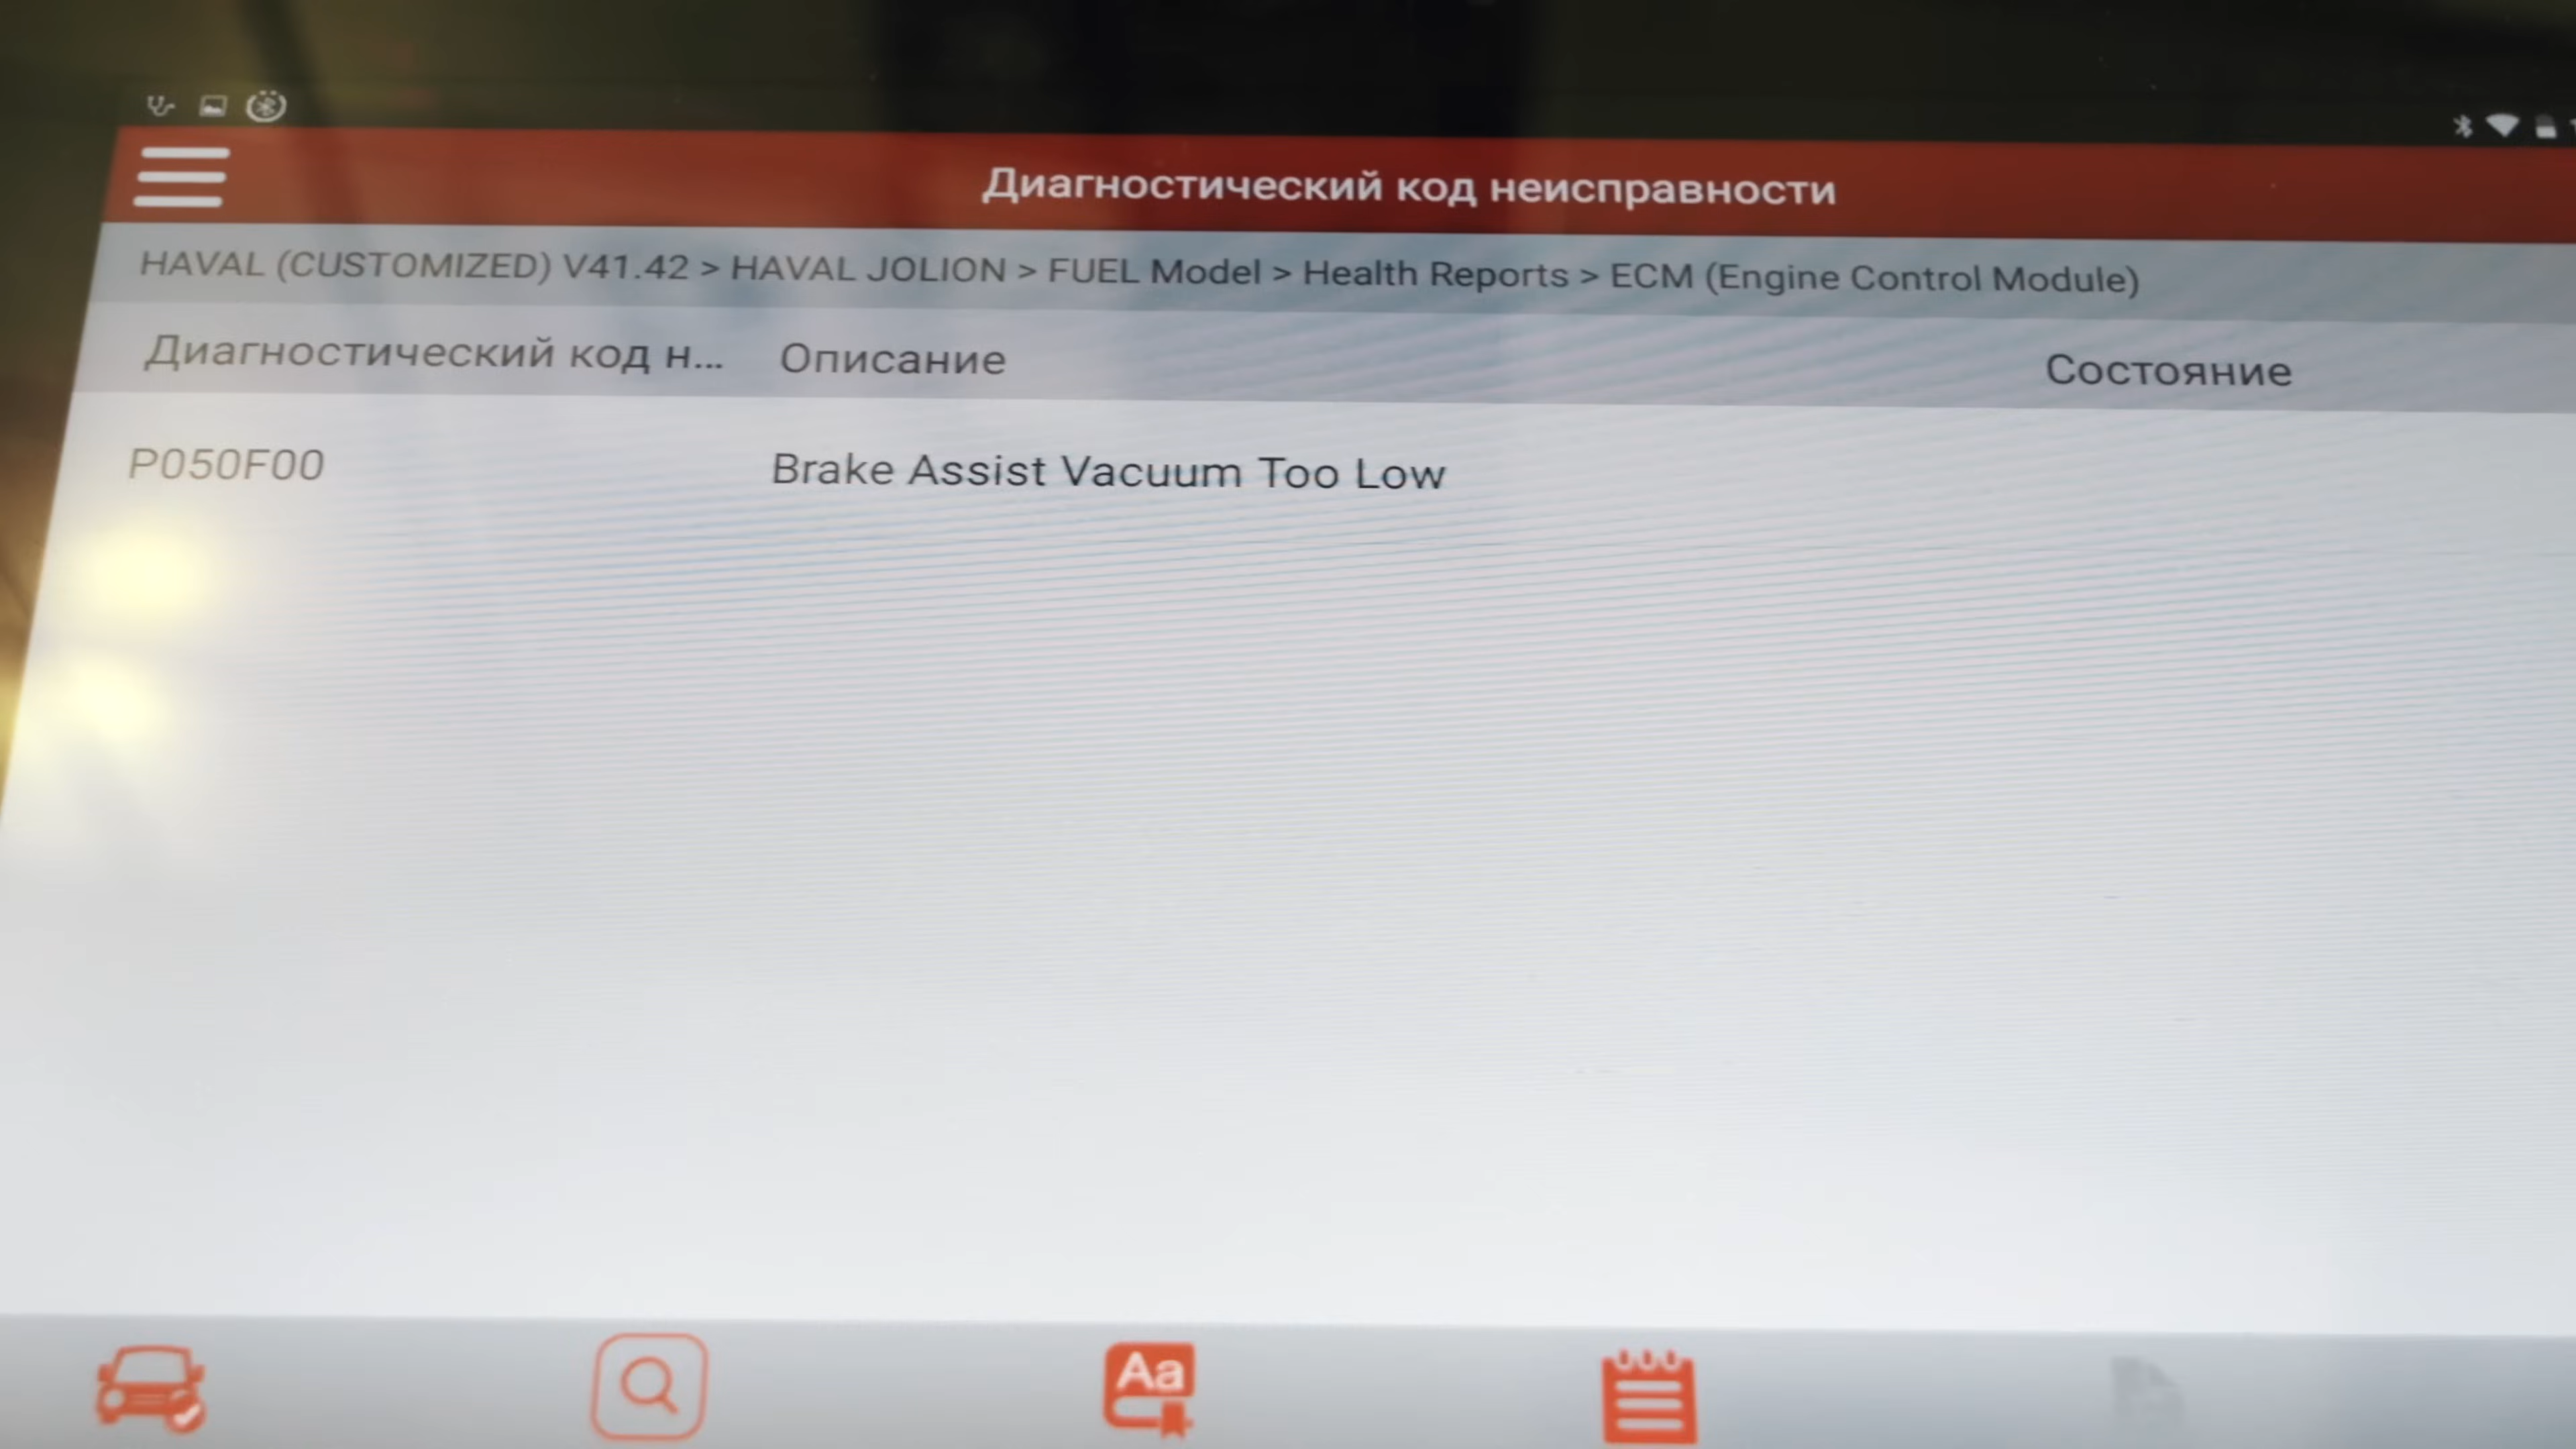 Диагностический код неисправности
HAVAL (CUSTOMIZED) V41.42 > HAVAL JOLION > FUEL Model > Health Reports > ECM (Engine Control Module)
Диагностический код н... Описание Состояние
P050F00 Brake Assist Vacuum Too Low
Aa